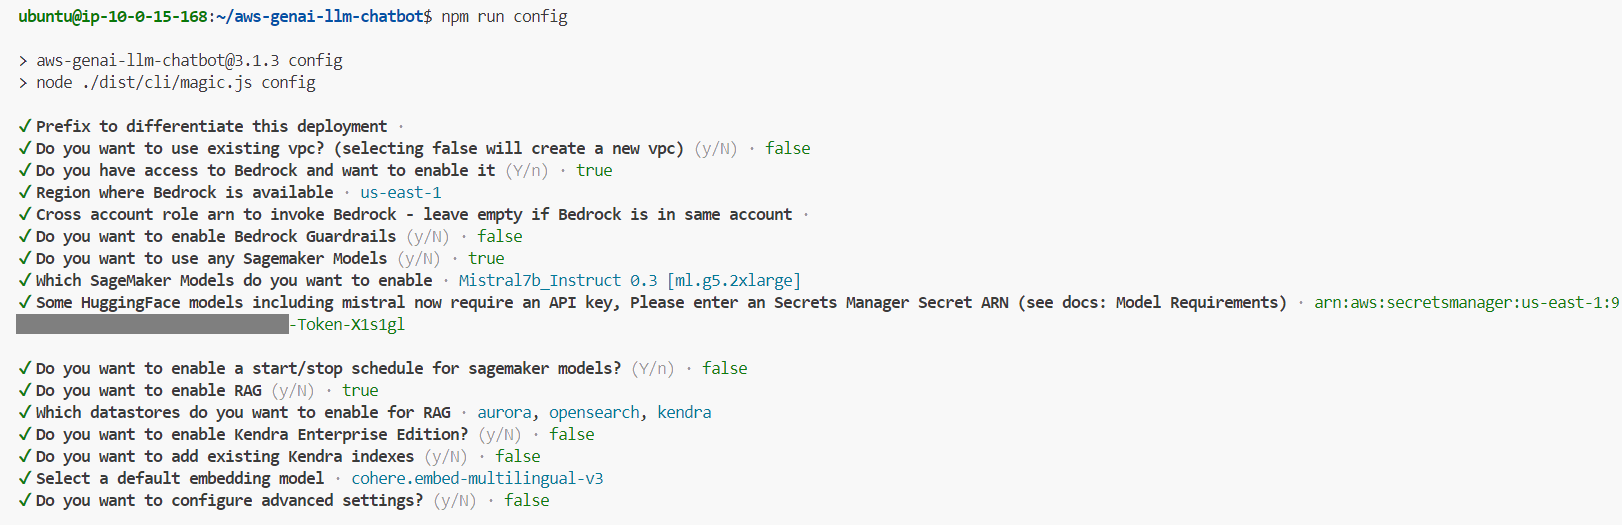 ubuntu@ip-10-0-15-168:~/aws-genai-llm-chatbot$ npm run config
> aws-genai-llm-chatbot@3.1.3 config
> node ./dist/cli/magic.js config
✓ Prefix to differentiate this deployment ·
✓ Do you want to use existing vpc? (selecting false will create a new vpc) (y/N) · false
✓ Do you have access to Bedrock and want to enable it (Y/n) · true
✓ Region where Bedrock is available · us-east-1
✓ Cross account role arn to invoke Bedrock - leave empty if Bedrock is in same account ·
✓ Do you want to enable Bedrock Guardrails (y/N) · false
✓ Do you want to use any Sagemaker Models (y/N) · true
✓ Which SageMaker Models do you want to enable · Mistral7b_Instruct 0.3 [ml.g5.2xlarge]
✓ Some HuggingFace models including mistral now require an API key, Please enter an Secrets Manager Secret ARN (see docs: Model Requirements) · arn:aws:secretsmanager:us-east-1:9
-Token-X1s1gl
✓ Do you want to enable a start/stop schedule for sagemaker models? (Y/n) · false
✓ Do you want to enable RAG (y/N) · true
✓ Which datastores do you want to enable for RAG · aurora, opensearch, kendra
✓ Do you want to enable Kendra Enterprise Edition? (y/N) · false
✓ Do you want to add existing Kendra indexes (y/N) · false
✓ Select a default embedding model · cohere.embed-multilingual-v3
✓ Do you want to configure advanced settings? (y/N) · false